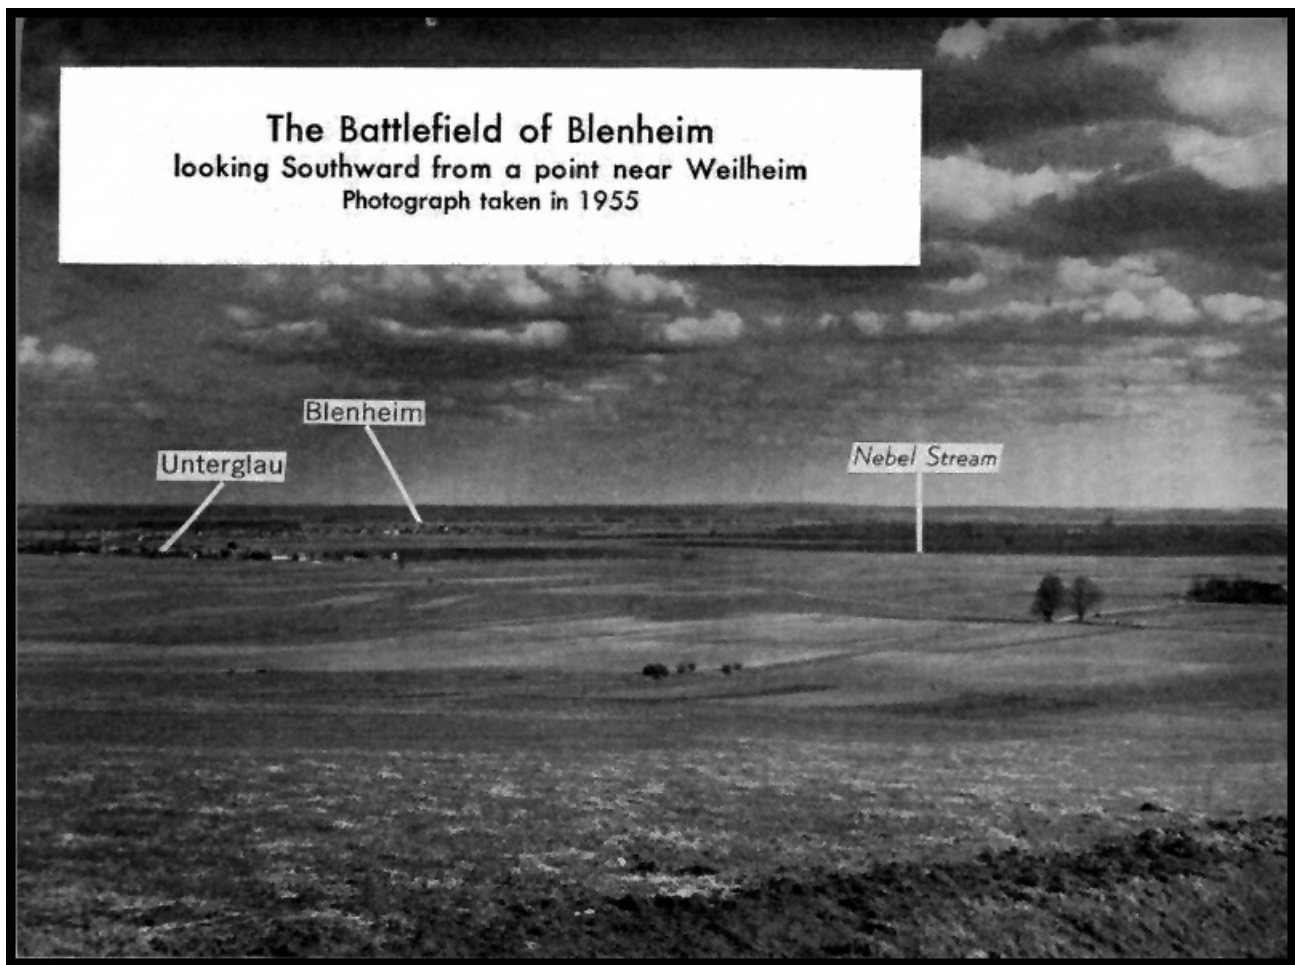 The Battlefield of Blenheim
looking Southward from a point near Weilheim
Photograph taken in 1955
Blenheim
Unterglau
Nebel Stream